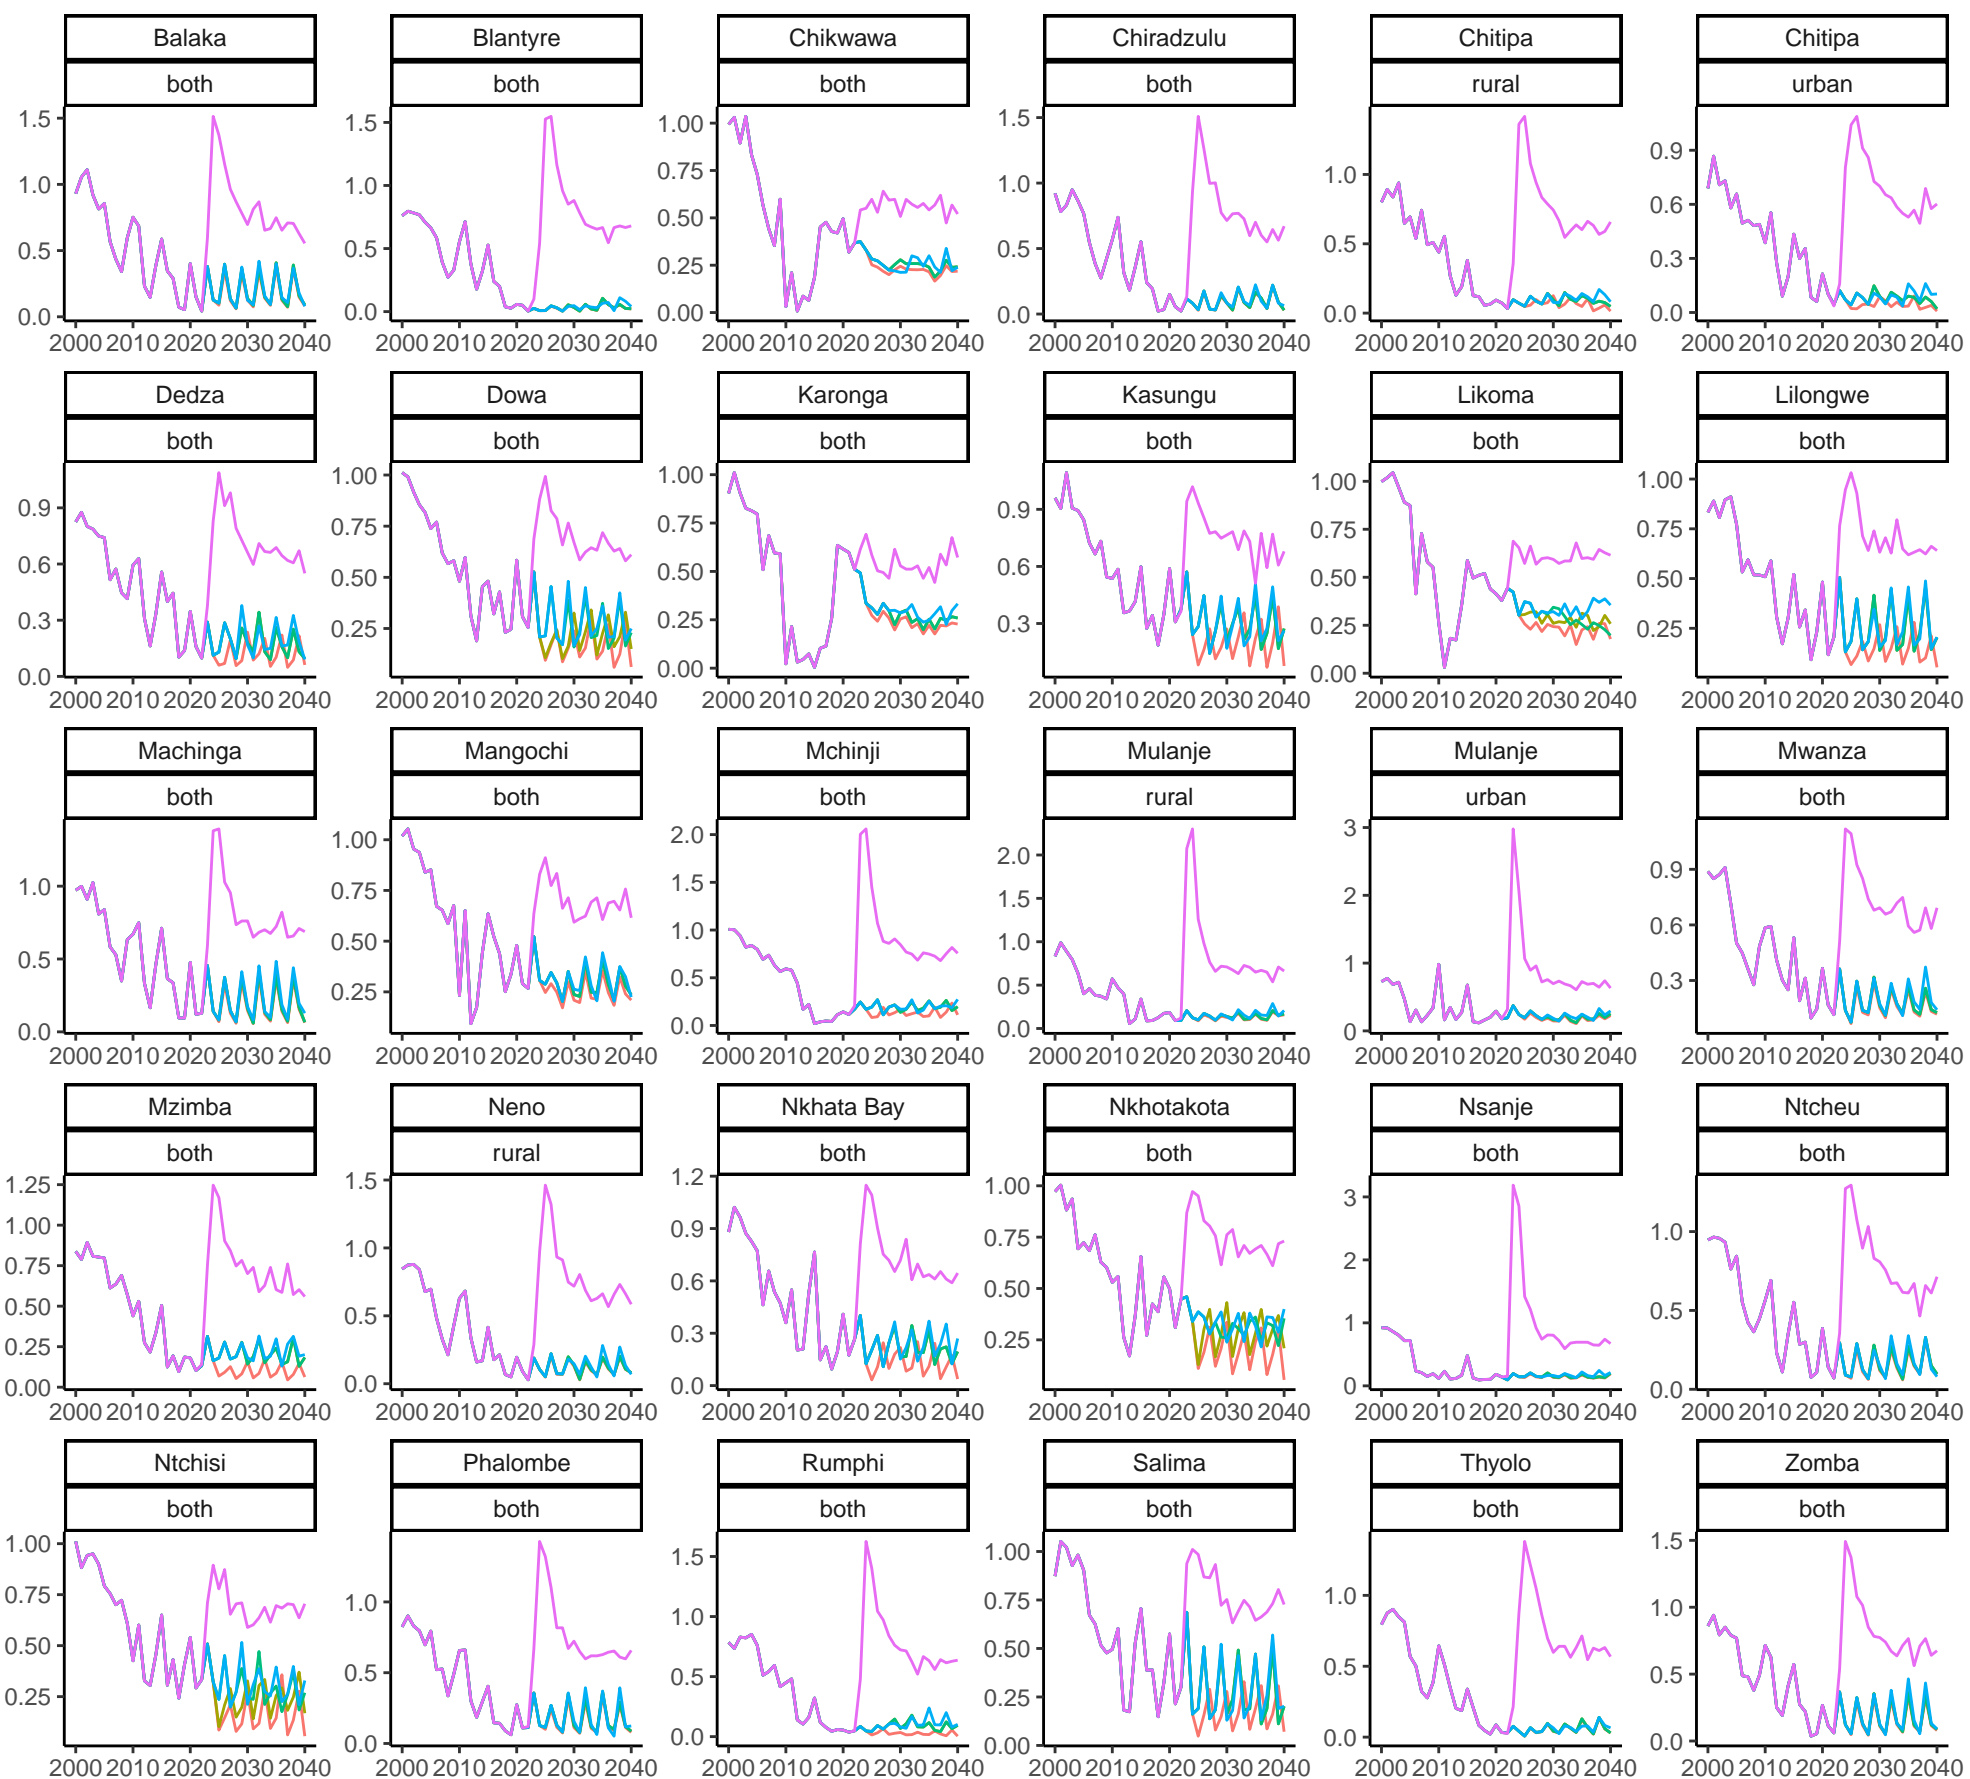 Balaka Blantyre Chikwawa Chiradzulu Chitipa Chitipa
both both both both rural urban
1.5 1.0 0.5 0.0 1.5 1.0 0.5 0.0 1.00 0.75 0.50 0.25 0.00 1.5 1.0 0.5 0.0 1.0 0.5 0.0 0.9 0.6 0.3 0.0
2000 2010 2020 2030 2040 2000 2010 2020 2030 2040 2000 2010 2020 2030 2040 2000 2010 2020 2030 2040 2000 2010 2020 2030 2040 2000 2010 2020 2030 2040
Dedza Dowa Karonga Kasungu Likoma Lilongwe
both both both both both both
0.9 0.6 0.3 0.0 1.00 0.75 0.50 0.25 1.00 0.75 0.50 0.25 0.00 0.9 0.6 0.3 1.00 0.75 0.50 0.25 0.00 1.00 0.75 0.50 0.25
2000 2010 2020 2030 2040 2000 2010 2020 2030 2040 2000 2010 2020 2030 2040 2000 2010 2020 2030 2040 2000 2010 2020 2030 2040 2000 2010 2020 2030 2040
Machinga Mangochi Mchinji Mulanje Mulanje Mwanza
both both both rural urban both
1.0 0.5 0.0 1.00 0.75 0.50 0.25 2.0 1.5 1.0 0.5 0.0 2.0 1.5 1.0 0.5 0.0 3 2 1 0 0.9 0.6 0.3
2000 2010 2020 2030 2040 2000 2010 2020 2030 2040 2000 2010 2020 2030 2040 2000 2010 2020 2030 2040 2000 2010 2020 2030 2040 2000 2010 2020 2030 2040
Mzimba Neno Nkhata Bay Nkhotakota Nsanje Ntcheu
both rural both both both both
1.25 1.00 0.75 0.50 0.25 0.00 1.5 1.0 0.5 0.0 1.2 0.9 0.6 0.3 0.0 1.00 0.75 0.50 0.25 3 2 1 0 1.0 0.5 0.0
2000 2010 2020 2030 2040 2000 2010 2020 2030 2040 2000 2010 2020 2030 2040 2000 2010 2020 2030 2040 2000 2010 2020 2030 2040 2000 2010 2020 2030 2040
Ntchisi Phalombe Rumphi Salima Thyolo Zomba
both both both both both both
1.00 0.75 0.50 0.25 1.0 0.5 0.0 1.5 1.0 0.5 0.0 1.00 0.75 0.50 0.25 0.00 1.0 0.5 0.0 1.5 1.0 0.5 0.0
2000 2010 2020 2030 2040 2000 2010 2020 2030 2040 2000 2010 2020 2030 2040 2000 2010 2020 2030 2040 2000 2010 2020 2030 2040 2000 2010 2020 2030 2040